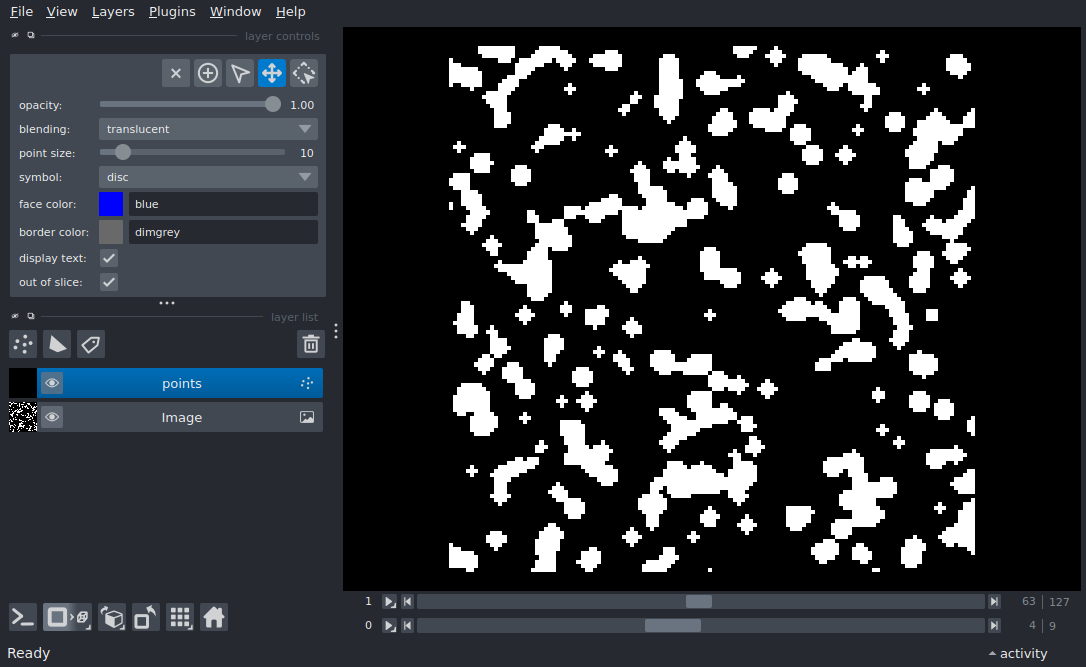 File View Layers Plugins Window Help
layer controls
opacity: 1.00
blending: translucent
point size: 10
symbol: disc
face color: blue
border color: dimgrey
display text:
out of slice:
layer list
points
Image
1 63 127
0 4 9
Ready activity